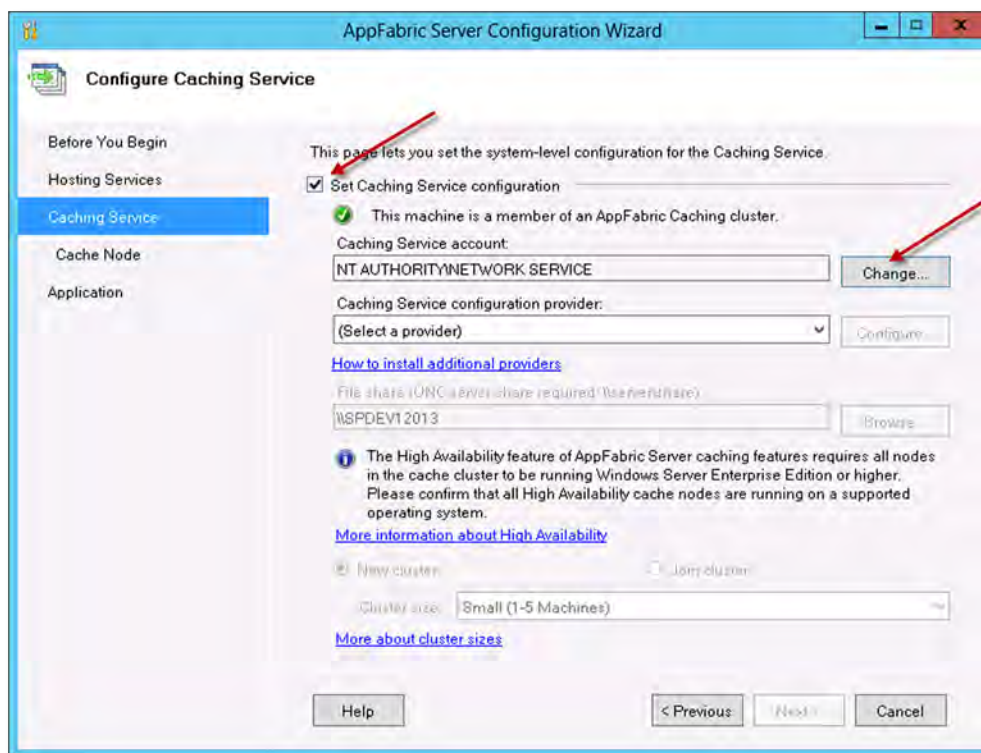 AppFabric Server Configuration Wizard
Configure Caching Service
Before You Begin
Hosting Services
Caching Service
Cache Node
Application
This page lets you set the system-level configuration for the Caching Service.
Set Caching Service configuration
This machine is a member of an AppFabric Caching cluster.
Caching Service account:
NT AUTHORITY\NETWORK SERVICE
Change...
Caching Service configuration provider:
(Select a provider)
Configure...
How to install additional providers
File share (UNC server share required: \\server\share)
\\SPDEV12013
Browse...
The High Availability feature of AppFabric Server caching features requires all nodes
in the cache cluster to be running Windows Server Enterprise Edition or higher.
Please confirm that all High Availability cache nodes are running on a supported
operating system.
More information about High Availability
New cluster
Join cluster
Cluster size:
Small (1-5 Machines)
More about cluster sizes
Help
< Previous
Next >
Cancel